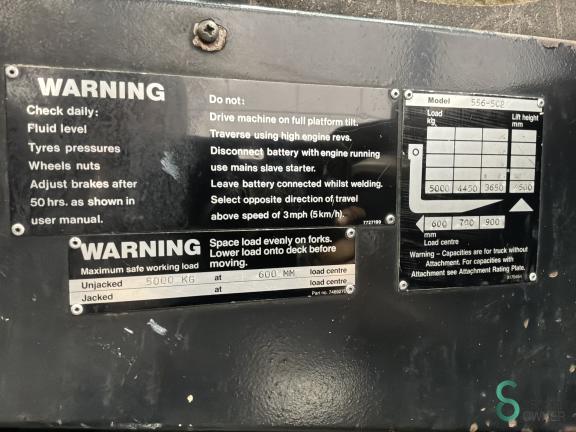 WARNING
Check daily:
Fluid level
Tyres pressures
Wheels nuts
Adjust brakes after
50 hrs. as shown in
user manual.
Do not:
Drive machine on full platform tilt.
Traverse using high engine revs.
Disconnect battery with engine running
use mains slave starter.
Leave battery connected whilst welding.
Select opposite direction of travel
above speed of 3 mph (5 km/h).
WARNING
Space load evenly on forks.
Lower load onto deck before
moving.
Maximum safe working load
Unjacked 5000 KG at 600 MM load centre
Jacked at load centre
Part no.
Model 556-5C2
Load
kg
Lift height
mm
5000 4450 3650
600 700 900
mm
Load centre
Warning – Capacities are for truck without
Attachment. For capacities with
Attachment see Attachment Rating Plate.